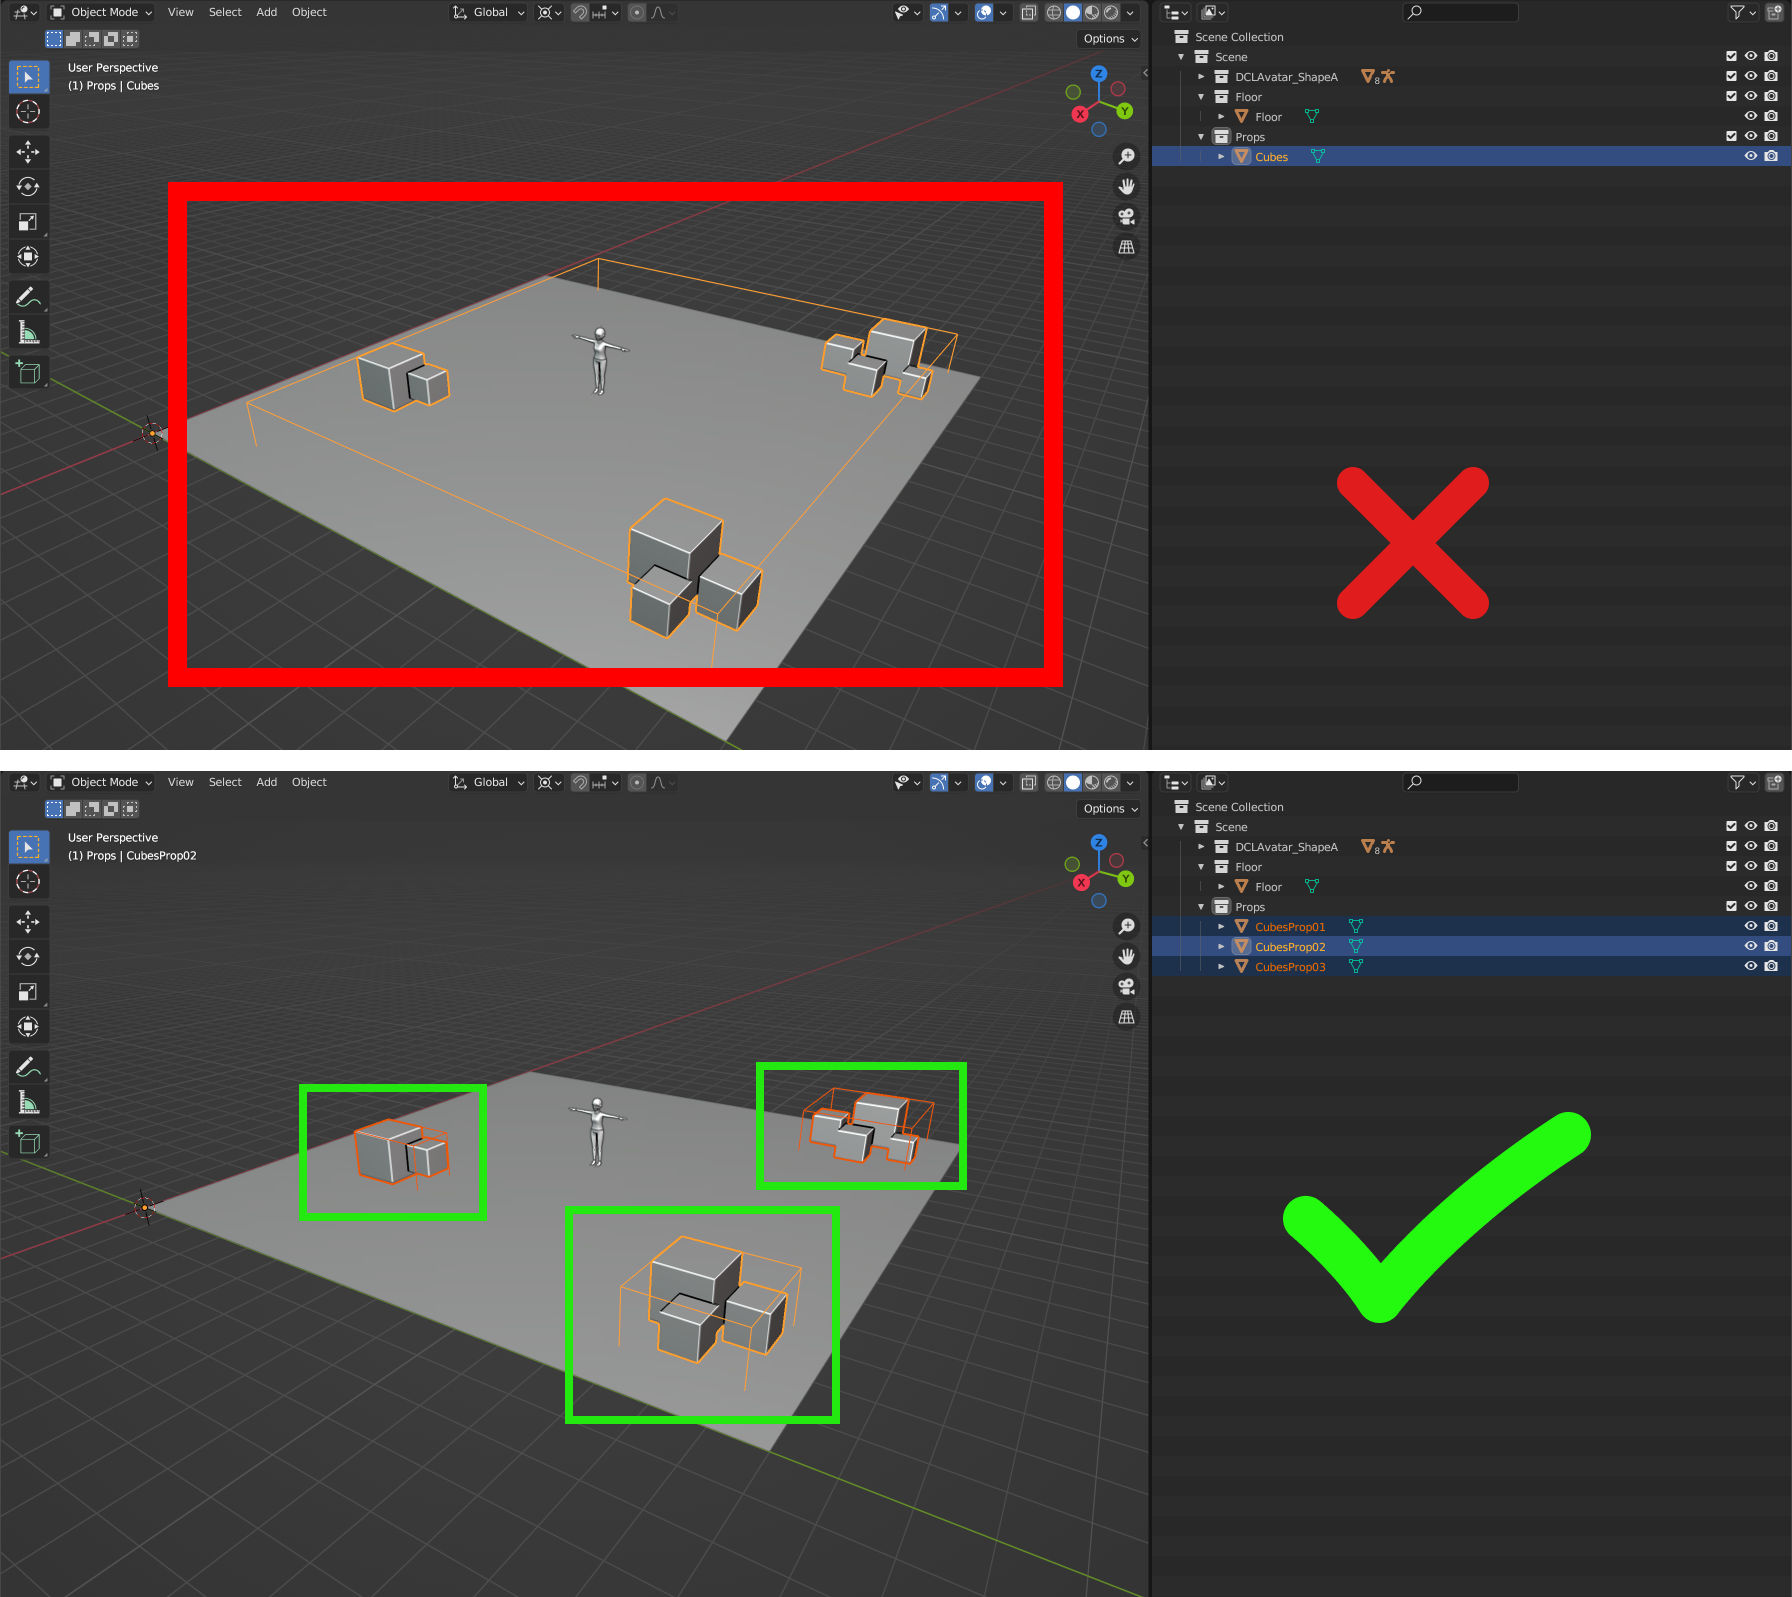 Object Mode View Select Add Object Global
Options
User Perspective
(1) Props | Cubes
Z
Y
X
Scene Collection
Scene
DCLAvatar_ShapeA 8
Floor
Floor
Props
Cubes
Object Mode View Select Add Object Global
Options
User Perspective
(1) Props | CubesProp02
Z
Y
X
Scene Collection
Scene
DCLAvatar_ShapeA 8
Floor
Floor
Props
CubesProp01
CubesProp02
CubesProp03